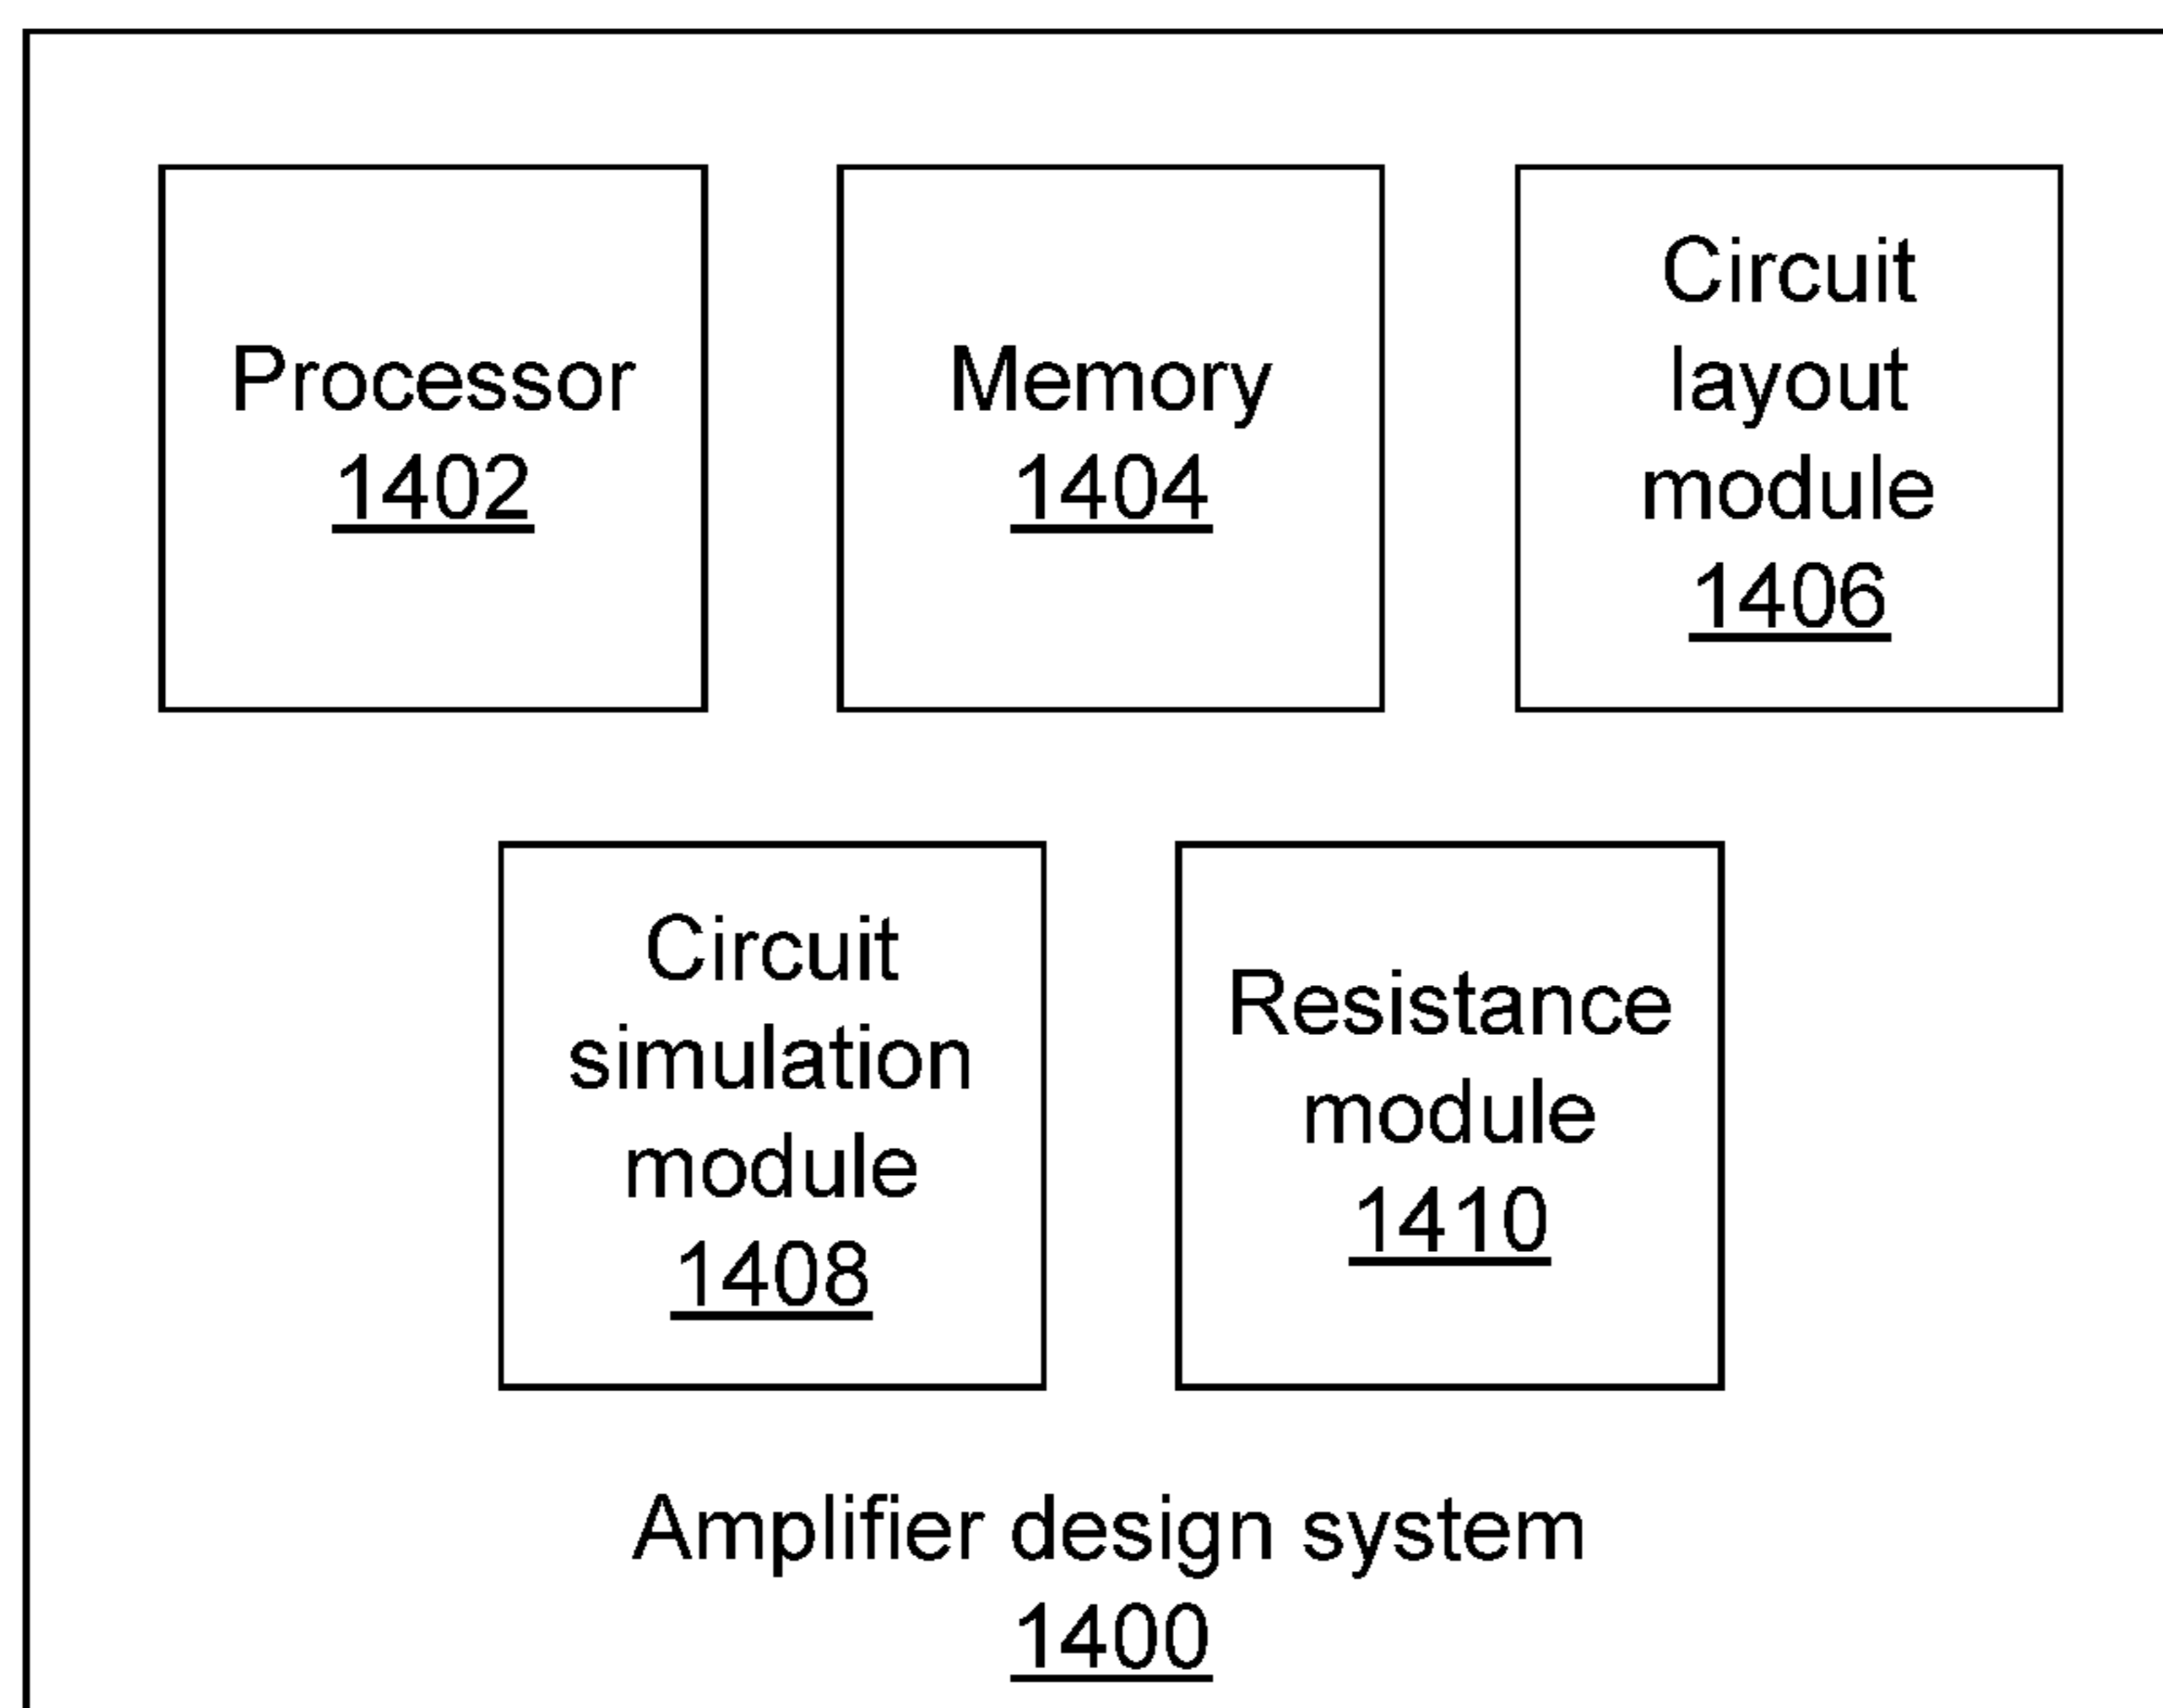 Processor
1402
Memory
1404
Circuit
layout
module
1406
Circuit
simulation
module
1408
Resistance
module
1410
Amplifier design system
1400